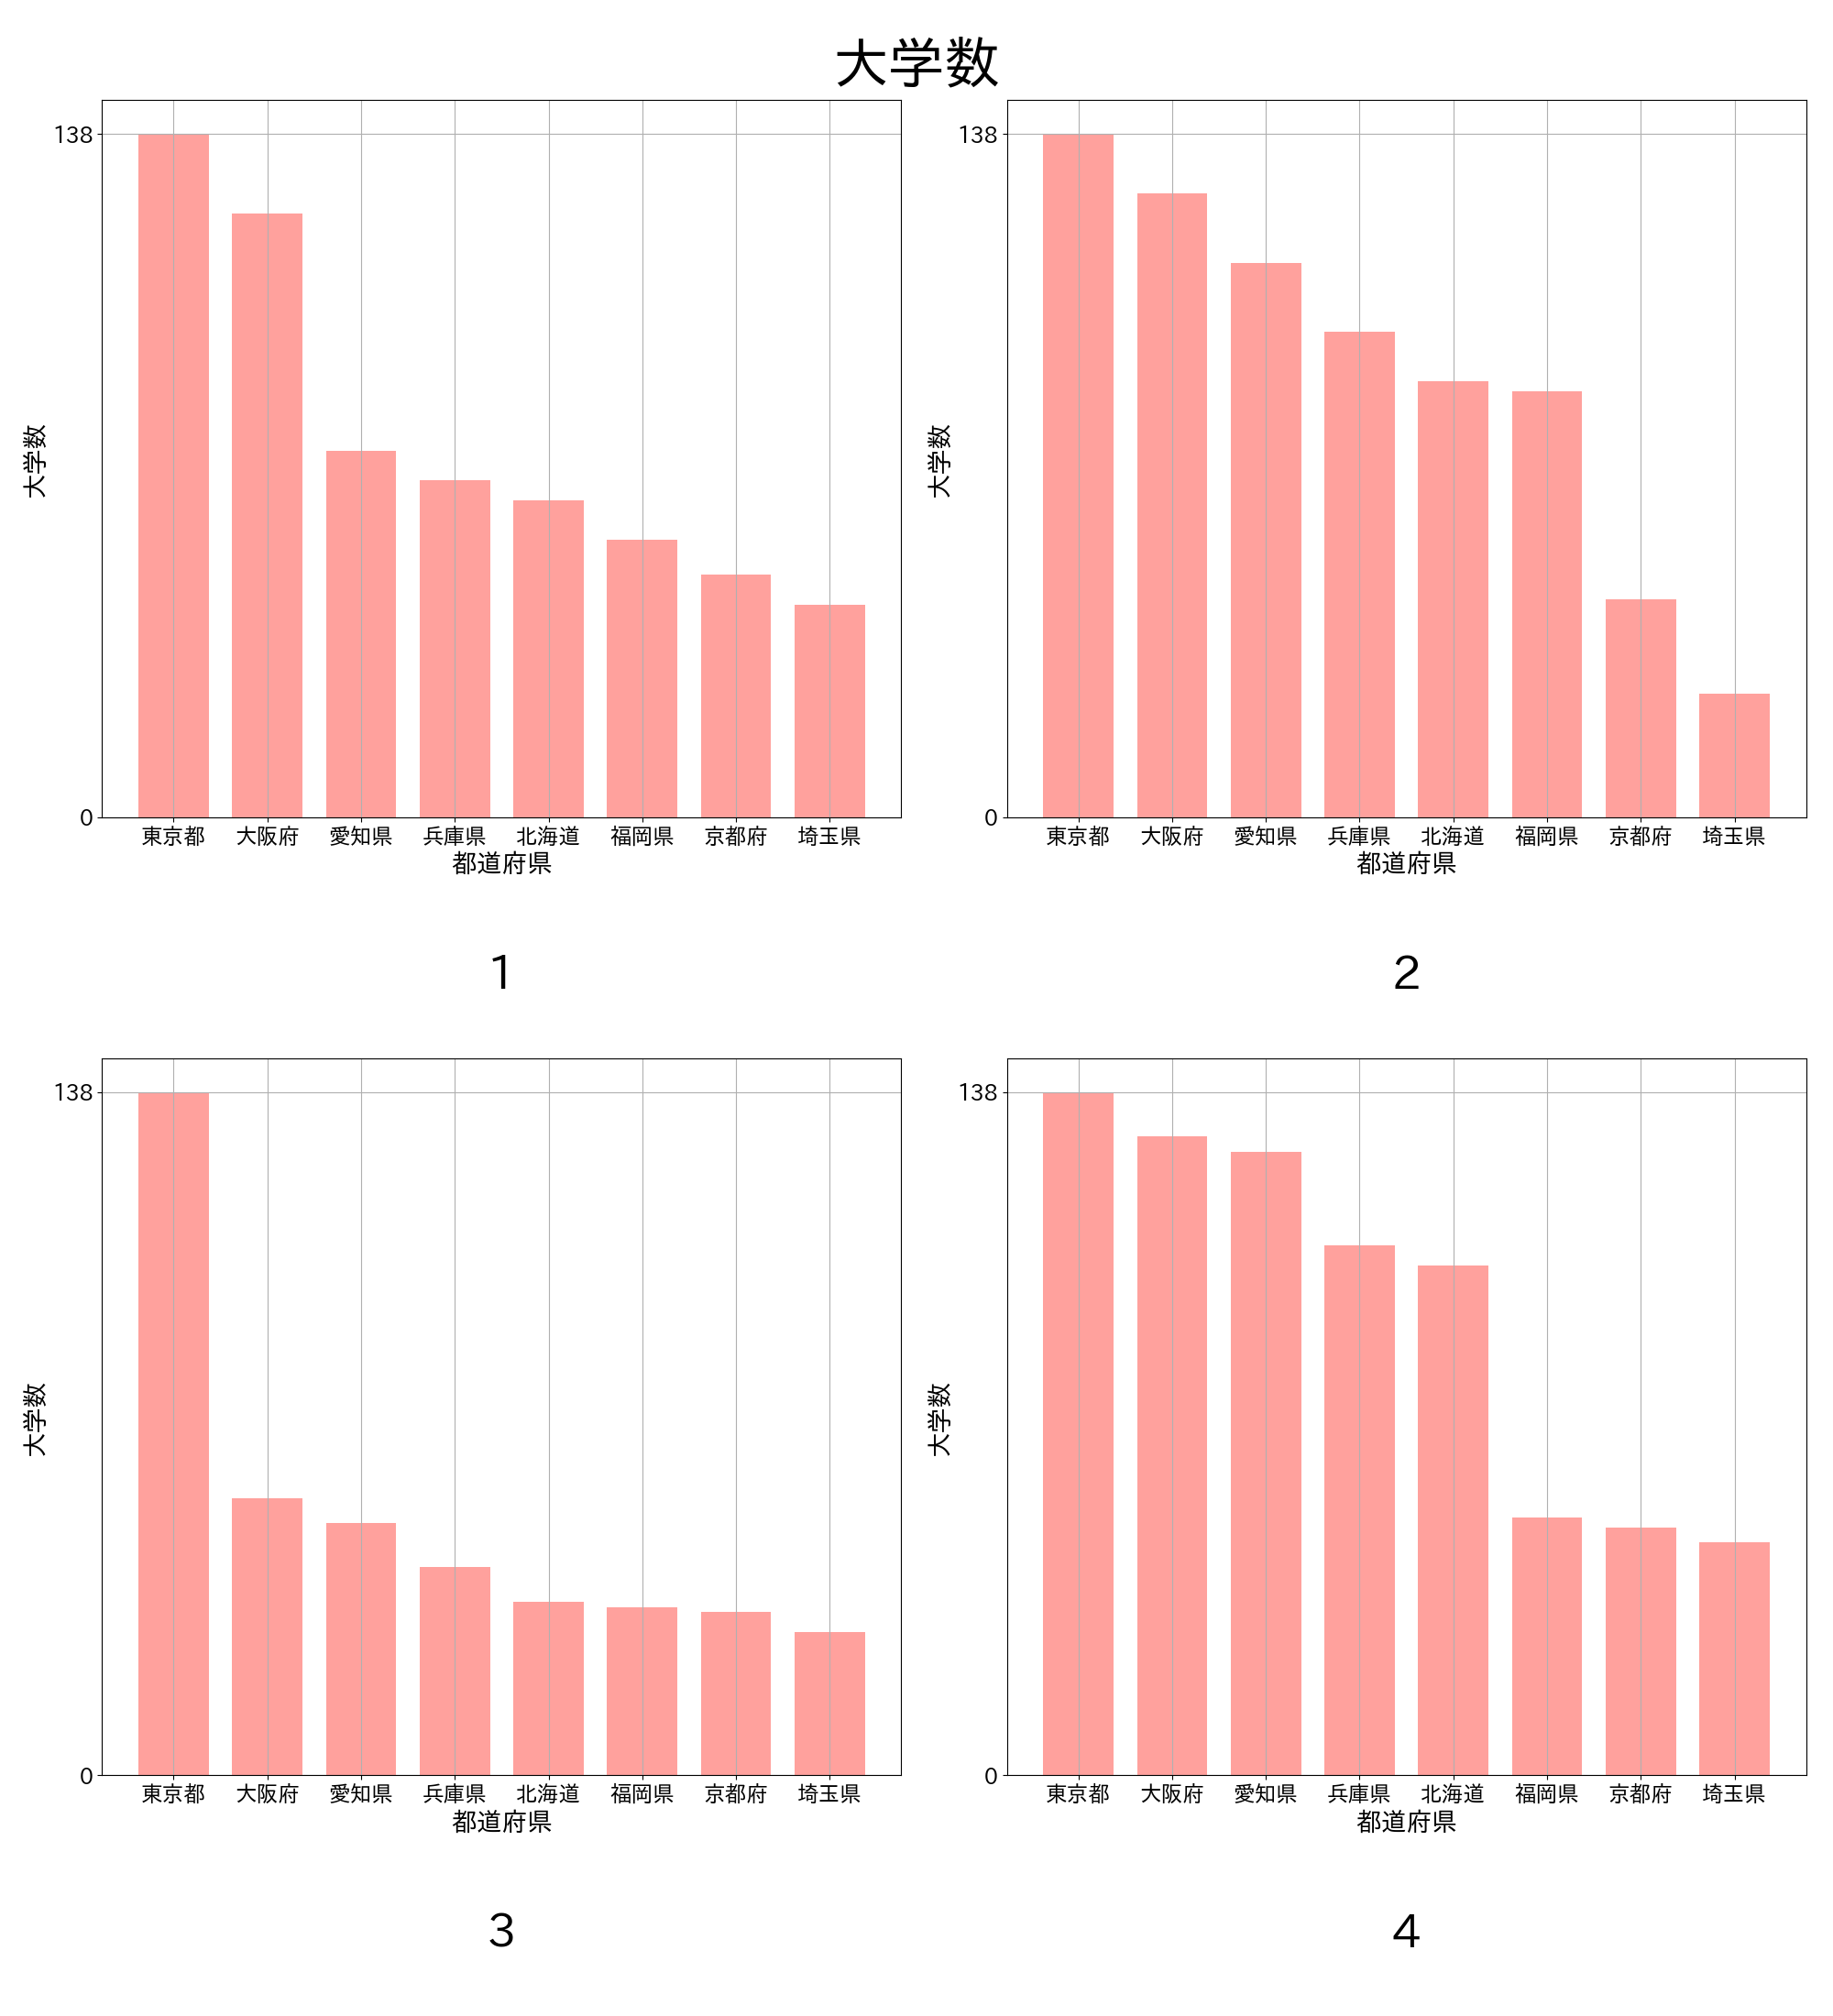 大学数
138
0
大学数
東京都 大阪府 愛知県 兵庫県 北海道 福岡県 京都府 埼玉県
都道府県
1
138
0
大学数
東京都 大阪府 愛知県 兵庫県 北海道 福岡県 京都府 埼玉県
都道府県
2
138
0
大学数
東京都 大阪府 愛知県 兵庫県 北海道 福岡県 京都府 埼玉県
都道府県
3
138
0
大学数
東京都 大阪府 愛知県 兵庫県 北海道 福岡県 京都府 埼玉県
都道府県
4